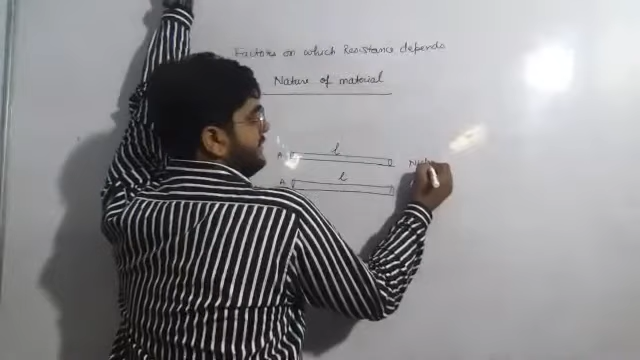 Factors on which Resistance depends
Nature of material
A l
A l